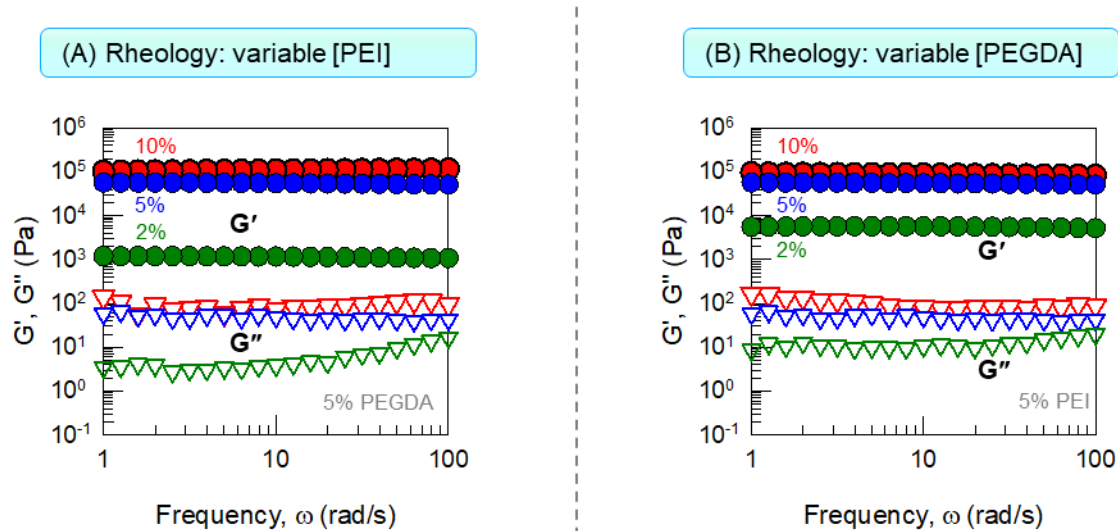 (A) Rheology: variable [PEI]
10⁶
10⁵
10⁴
10³
10²
10¹
10⁰
10⁻¹
G', G'' (Pa)
10%
5%
2%
G′
G″
5% PEGDA
1
10
100
Frequency, ω (rad/s)
(B) Rheology: variable [PEGDA]
10⁶
10⁵
10⁴
10³
10²
10¹
10⁰
10⁻¹
G', G'' (Pa)
10%
5%
2%
G′
G″
5% PEI
1
10
100
Frequency, ω (rad/s)